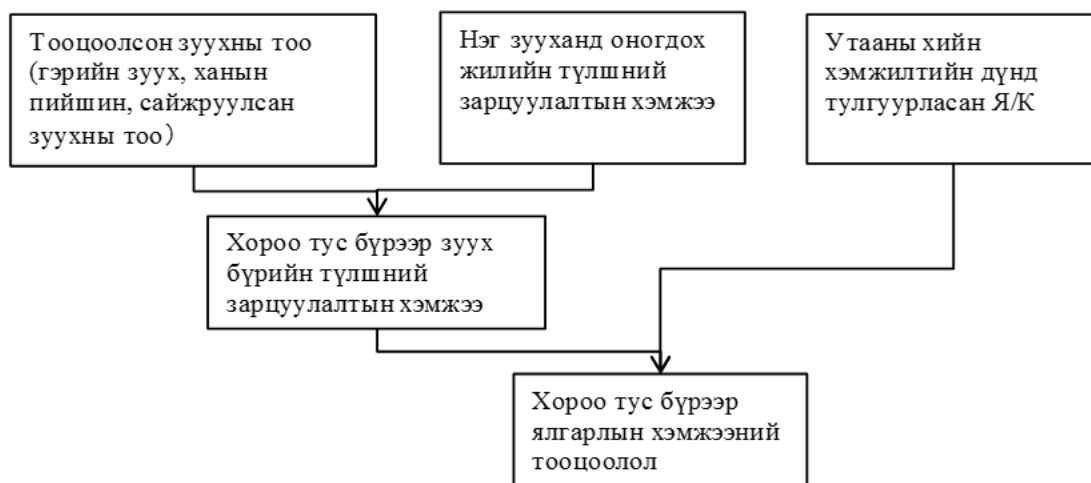 Тооцоолсон зуухны тоо
(гэрийн зуух, ханын
пийшин, сайжруулсан
зуухны тоо)
Нэг зууханд оногдох
жилийн түлшний
зарцуулалтын хэмжээ
Утааны хийн
хэмжилтийн дүнд
тулгуурласан Я/К
Хороо тус бүрээр зуух
бүрийн түлшний
зарцуулалтын хэмжээ
Хороо тус бүрээр
ялгарлын хэмжээний
тооцоолол